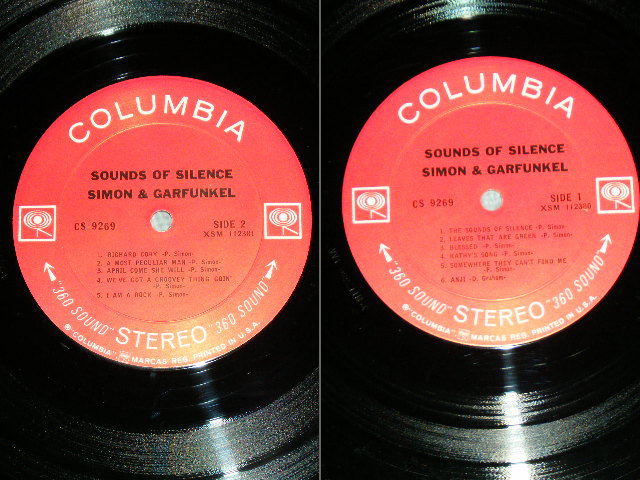 COLUMBIA
SOUNDS OF SILENCE
SIMON & GARFUNKEL
CS 9269
SIDE 2
XSM 112381
1. RICHARD CORY -P. Simon-
2. A MOST PECULIAR MAN -P. Simon-
3. APRIL COME SHE WILL -P. Simon-
4. WE'VE GOT A GROOVEY THING GOIN'
-P. Simon-
5. I AM A ROCK -P. Simon-
"360 SOUND" STEREO "360 SOUND"
® "COLUMBIA" MARCAS REG. PRINTED IN U.S.A.
COLUMBIA
SOUNDS OF SILENCE
SIMON & GARFUNKEL
CS 9269
SIDE 1
XSM 112380
1. THE SOUNDS OF SILENCE -P. Simon-
2. LEAVES THAT ARE GREEN -P. Simon-
3. BLESSED -P. Simon-
4. KATHY'S SONG -P. Simon-
5. SOMEWHERE THEY CAN'T FIND ME
-P. Simon-
6. ANJI -D. Graham-
"360 SOUND" STEREO "360 SOUND"
® "COLUMBIA" MARCAS REG. PRINTED IN U.S.A.